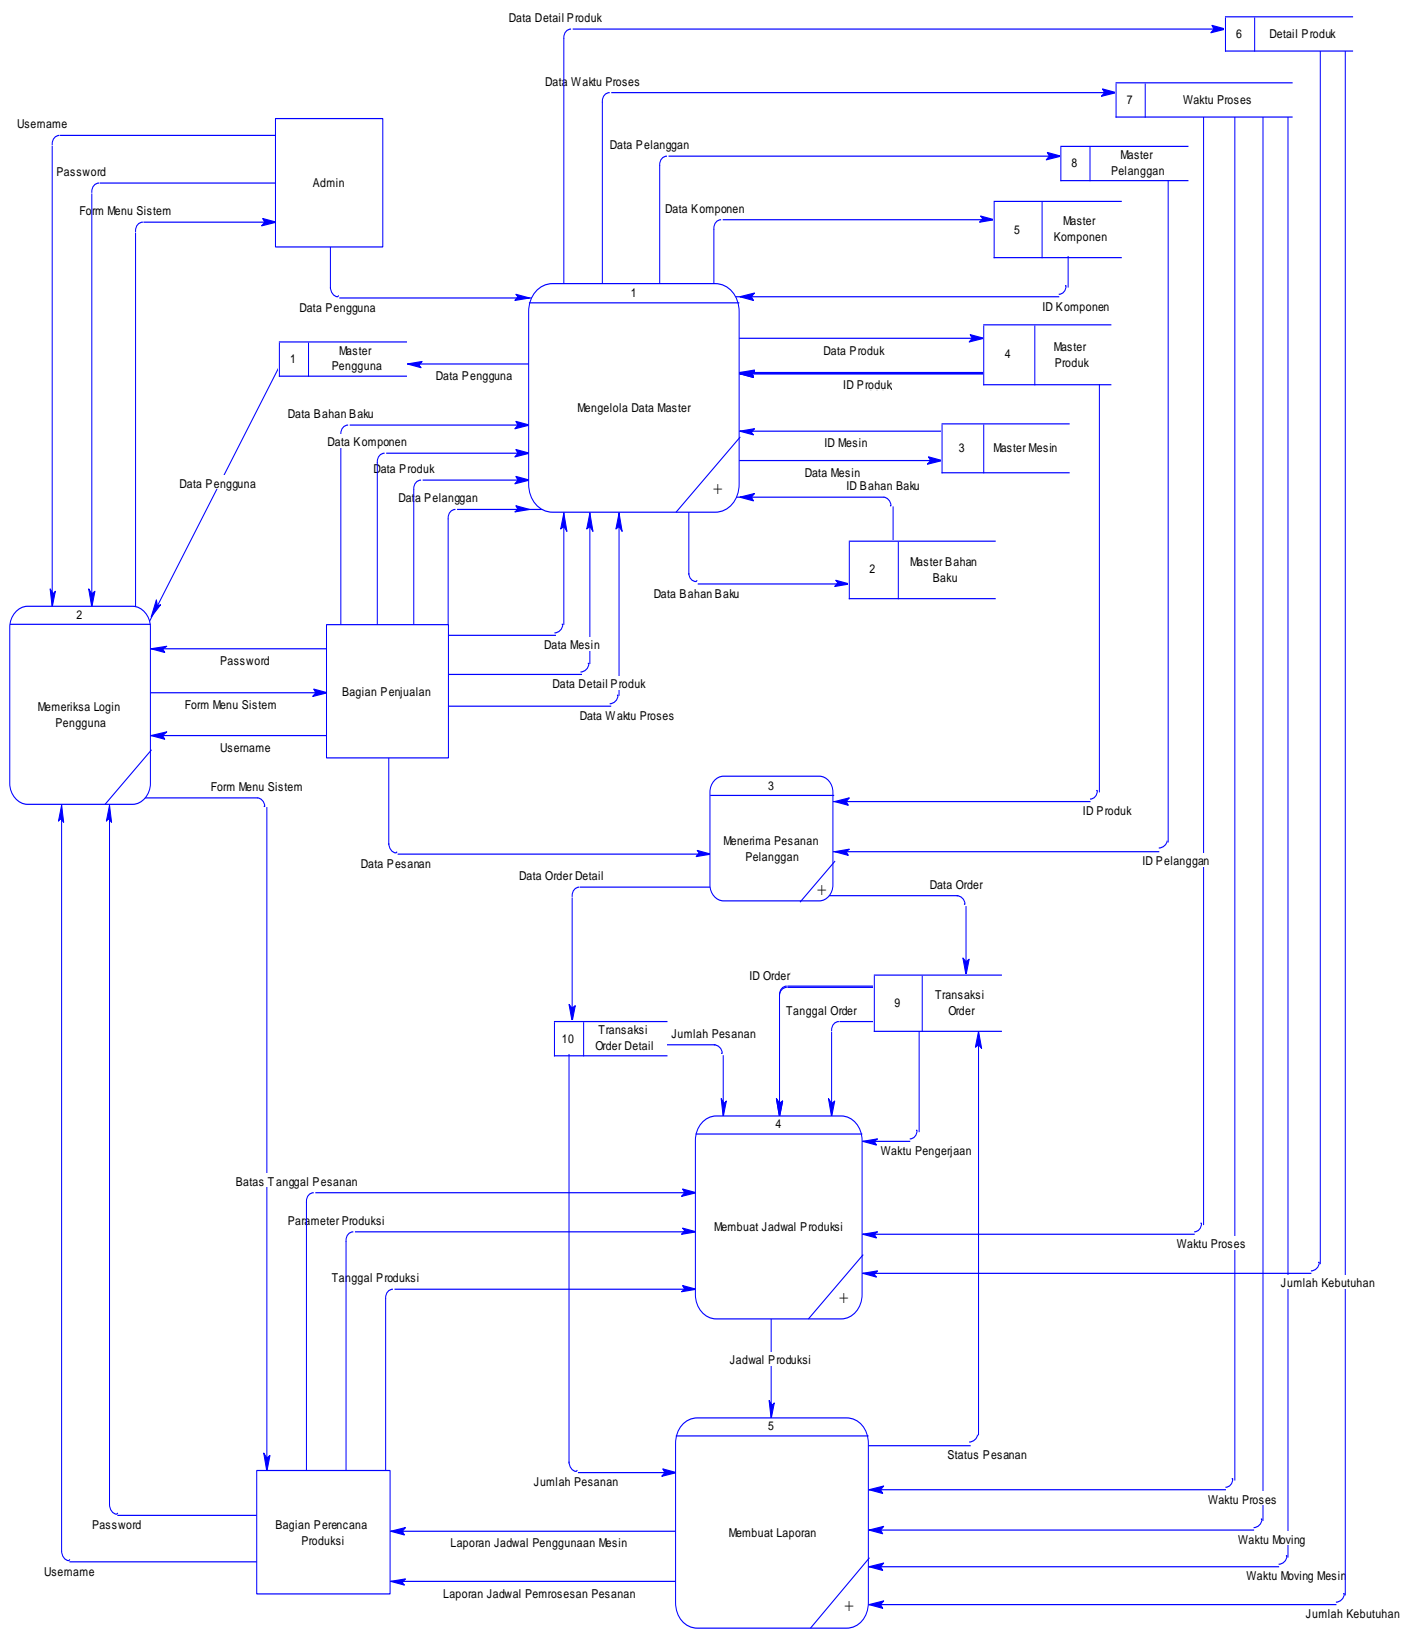 Data Detail Produk
6
Detail Produk
Data Waktu Proses
7
Waktu Proses
Username
Data Pelanggan
8
Master
Pelanggan
Password
Admin
Form Menu Sistem
Data Komponen
5
Master
Komponen
Data Pengguna
1
ID Komponen
1
Master
Pengguna
Data Pengguna
Data Produk
4
Master
Produk
ID Produk
Mengelola Data Master
Data Bahan Baku
Data Komponen
Data Produk
Data Pelanggan
Data Pengguna
ID Mesin
3
Master Mesin
Data Mesin
+
ID Bahan Baku
2
Master Bahan
Baku
Data Bahan Baku
2
Memeriksa Login
Pengguna
Password
Form Menu Sistem
Username
Bagian Penjualan
Data Mesin
Data Detail Produk
Data Waktu Proses
Form Menu Sistem
3
Menerima Pesanan
Pelanggan
+
ID Produk
ID Pelanggan
Data Pesanan
Data Order Detail
Data Order
ID Order
Tanggal Order
9
Transaksi
Order
10
Transaksi
Order Detail
Jumlah Pesanan
4
Waktu Pengerjaan
Batas Tanggal Pesanan
Parameter Produksi
Membuat Jadwal Produksi
Waktu Proses
Tanggal Produksi
+
Jumlah Kebutuhan
Jadwal Produksi
5
Status Pesanan
Jumlah Pesanan
Waktu Proses
Password
Bagian Perencana
Produksi
Membuat Laporan
Laporan Jadwal Penggunaan Mesin
Waktu Moving
Username
Waktu Moving Mesin
Laporan Jadwal Pemrosesan Pesanan
+
Jumlah Kebutuhan